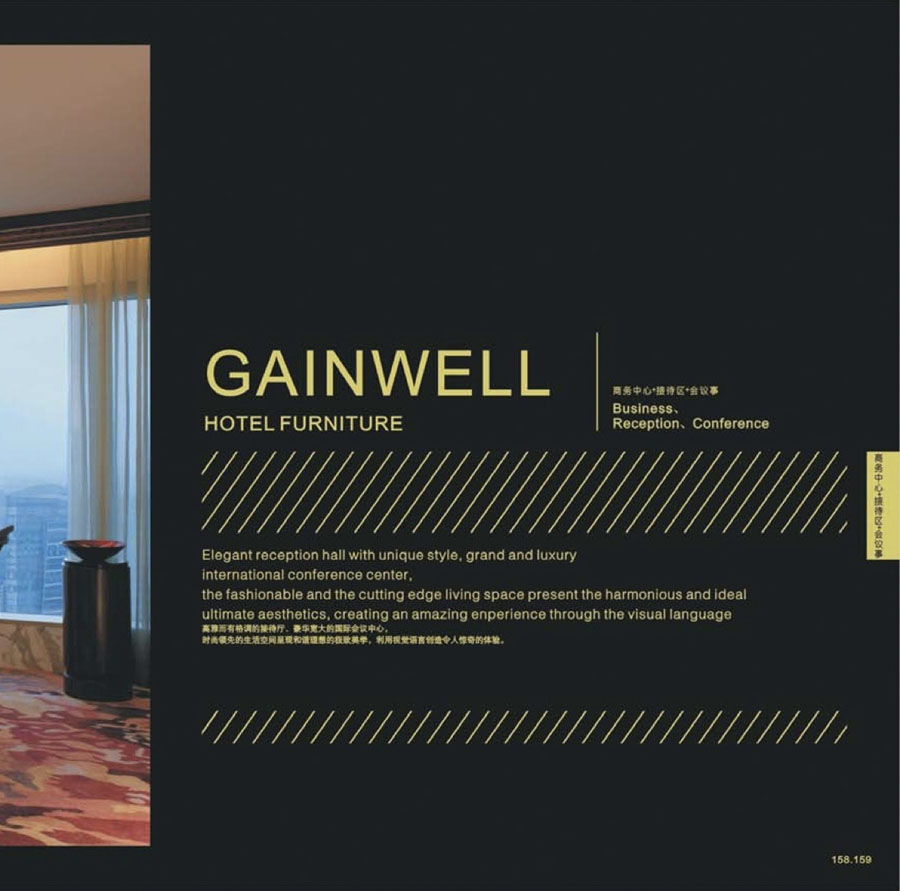 GAINWELL
HOTEL FURNITURE
商务中心+接待区+会议事
Business、
Reception、Conference
商务中心+接待区+会议事
Elegant reception hall with unique style, grand and luxury
international conference center,
the fashionable and the cutting edge living space present the harmonious and ideal
ultimate aesthetics, creating an amazing enperience through the visual language
高雅而有格调的接待厅、豪华宽大的国际会议中心，
时尚领先的生活空间呈现和谐理想的极致美学，利用视觉语言创造令人惊奇的体验。
158.159